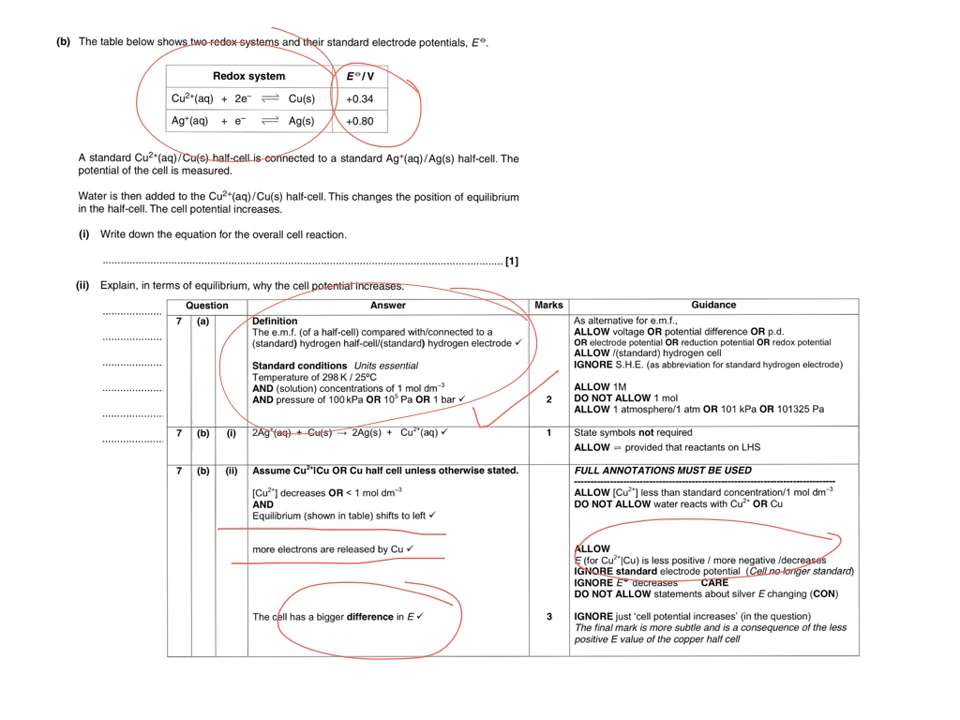 (b) The table below shows two redox systems and their standard electrode potentials, E⦵.
Redox system E⦵/V
Cu²⁺(aq) + 2e⁻ ⇌ Cu(s) +0.34
Ag⁺(aq) + e⁻ ⇌ Ag(s) +0.80
A standard Cu²⁺(aq)/Cu(s) half-cell is connected to a standard Ag⁺(aq)/Ag(s) half-cell. The
potential of the cell is measured.
Water is then added to the Cu²⁺(aq)/Cu(s) half-cell. This changes the position of equilibrium
in the half-cell. The cell potential increases.
(i) Write down the equation for the overall cell reaction.
[1]
(ii) Explain, in terms of equilibrium, why the cell potential increases.
Question Answer Marks Guidance
7 (a) Definition
The e.m.f. (of a half-cell) compared with/connected to a
(standard) hydrogen half-cell/(standard) hydrogen electrode ✓
Standard conditions Units essential
Temperature of 298 K / 25ºC
AND (solution) concentrations of 1 mol dm⁻³
AND pressure of 100 kPa OR 10⁵ Pa OR 1 bar ✓
2
As alternative for e.m.f.,
ALLOW voltage OR potential difference OR p.d.
OR electrode potential OR reduction potential OR redox potential
ALLOW /(standard) hydrogen cell
IGNORE S.H.E. (as abbreviation for standard hydrogen electrode)
ALLOW 1M
DO NOT ALLOW 1 mol
ALLOW 1 atmosphere/1 atm OR 101 kPa OR 101325 Pa
7 (b) (i) 2Ag⁺(aq) + Cu(s) → 2Ag(s) + Cu²⁺(aq) ✓ 1
State symbols not required
ALLOW ⇌ provided that reactants on LHS
7 (b) (ii) Assume Cu²⁺|Cu OR Cu half cell unless otherwise stated.
[Cu²⁺] decreases OR < 1 mol dm⁻³
AND
Equilibrium (shown in table) shifts to left ✓
more electrons are released by Cu ✓
The cell has a bigger difference in E ✓
3
FULL ANNOTATIONS MUST BE USED
ALLOW [Cu²⁺] less than standard concentration/1 mol dm⁻³
DO NOT ALLOW water reacts with Cu²⁺ OR Cu
ALLOW
E (for Cu²⁺|Cu) is less positive / more negative /decreases
IGNORE standard electrode potential (Cell no longer standard)
IGNORE E⦵ decreases CARE
DO NOT ALLOW statements about silver E changing (CON)
IGNORE just 'cell potential increases' (in the question)
The final mark is more subtle and is a consequence of the less
positive E value of the copper half cell